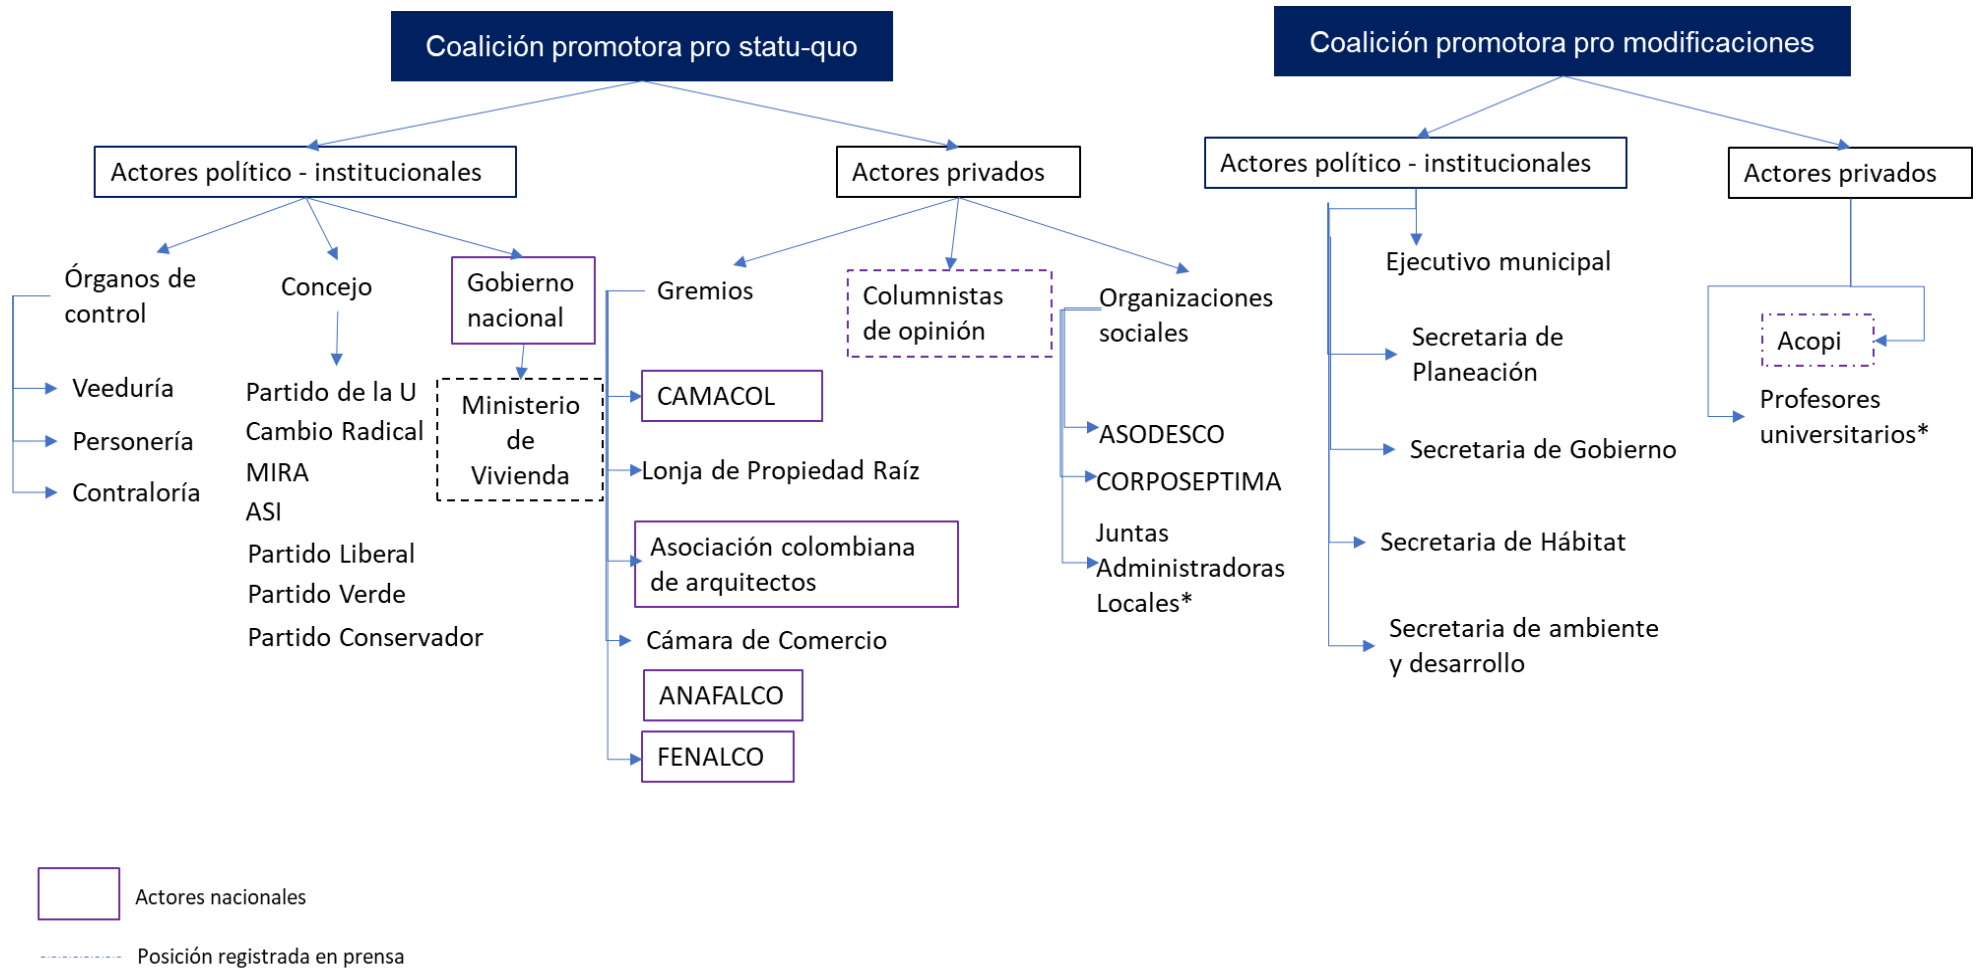 Coalición promotora pro statu-quo
Actores político - institucionales
Órganos de
control
Veeduría
Personería
Contraloría
Concejo
Partido de la U
Cambio Radical
MIRA
ASI
Partido Liberal
Partido Verde
Partido Conservador
Gobierno
nacional
Ministerio
de
Vivienda
Actores privados
Gremios
CAMACOL
Lonja de Propiedad Raíz
Asociación colombiana
de arquitectos
Cámara de Comercio
ANAFALCO
FENALCO
Columnistas
de opinión
Organizaciones
sociales
ASODESCO
CORPOSEPTIMA
Juntas
Administradoras
Locales*
Coalición promotora pro modificaciones
Actores político - institucionales
Ejecutivo municipal
Secretaria de
Planeación
Secretaria de Gobierno
Secretaria de Hábitat
Secretaria de ambiente
y desarrollo
Actores privados
Acopi
Profesores
universitarios*
Actores nacionales
Posición registrada en prensa